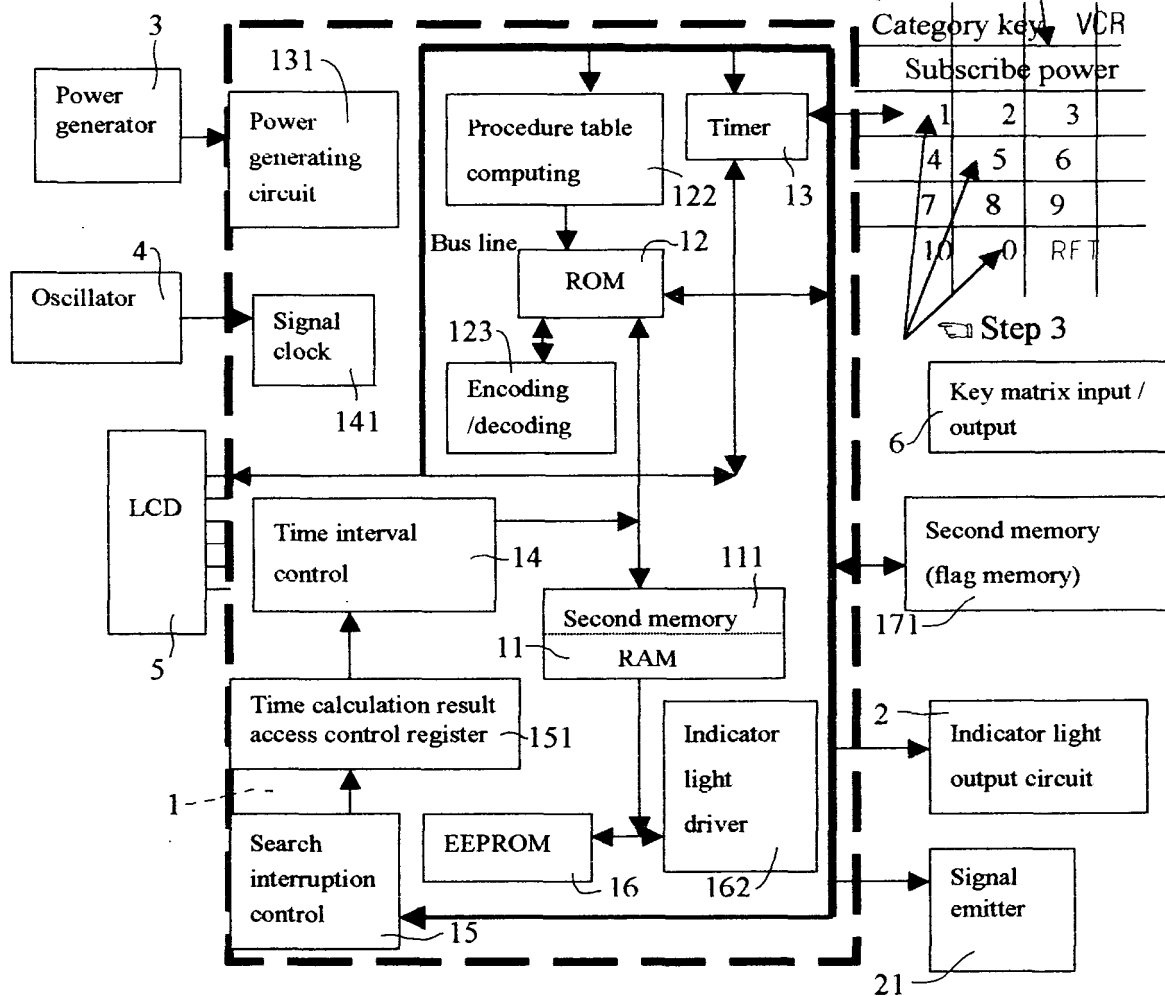 3
131
Category key
VCR
Subscribe power
Power
generator
Power
generating
circuit
Procedure table
computing
122
Timer
13
1 2 3
4 5 6
7 8 9
10 0 RFT
☜ Step 3
4
Oscillator
Signal
clock
141
Bus line
12
ROM
123
Encoding
/decoding
Key matrix input /
output
6
LCD
5
Time interval
control
14
111
Second memory
11
RAM
Second memory
(flag memory)
171
Time calculation result
access control register
151
Indicator
light
driver
162
2
Indicator light
output circuit
1
Search
interruption
control
15
EEPROM
16
Signal
emitter
21